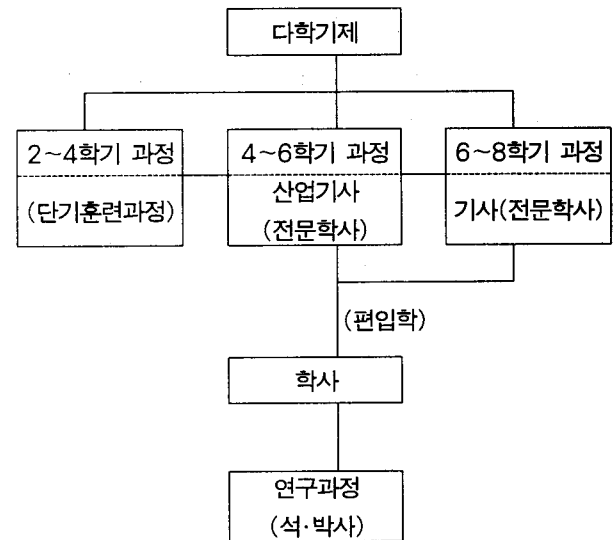 다학기제
2~4학기 과정
(단기훈련과정)
4~6학기 과정
산업기사
(전문학사)
6~8학기 과정
기사(전문학사)
(편입학)
학사
연구과정
(석·박사)